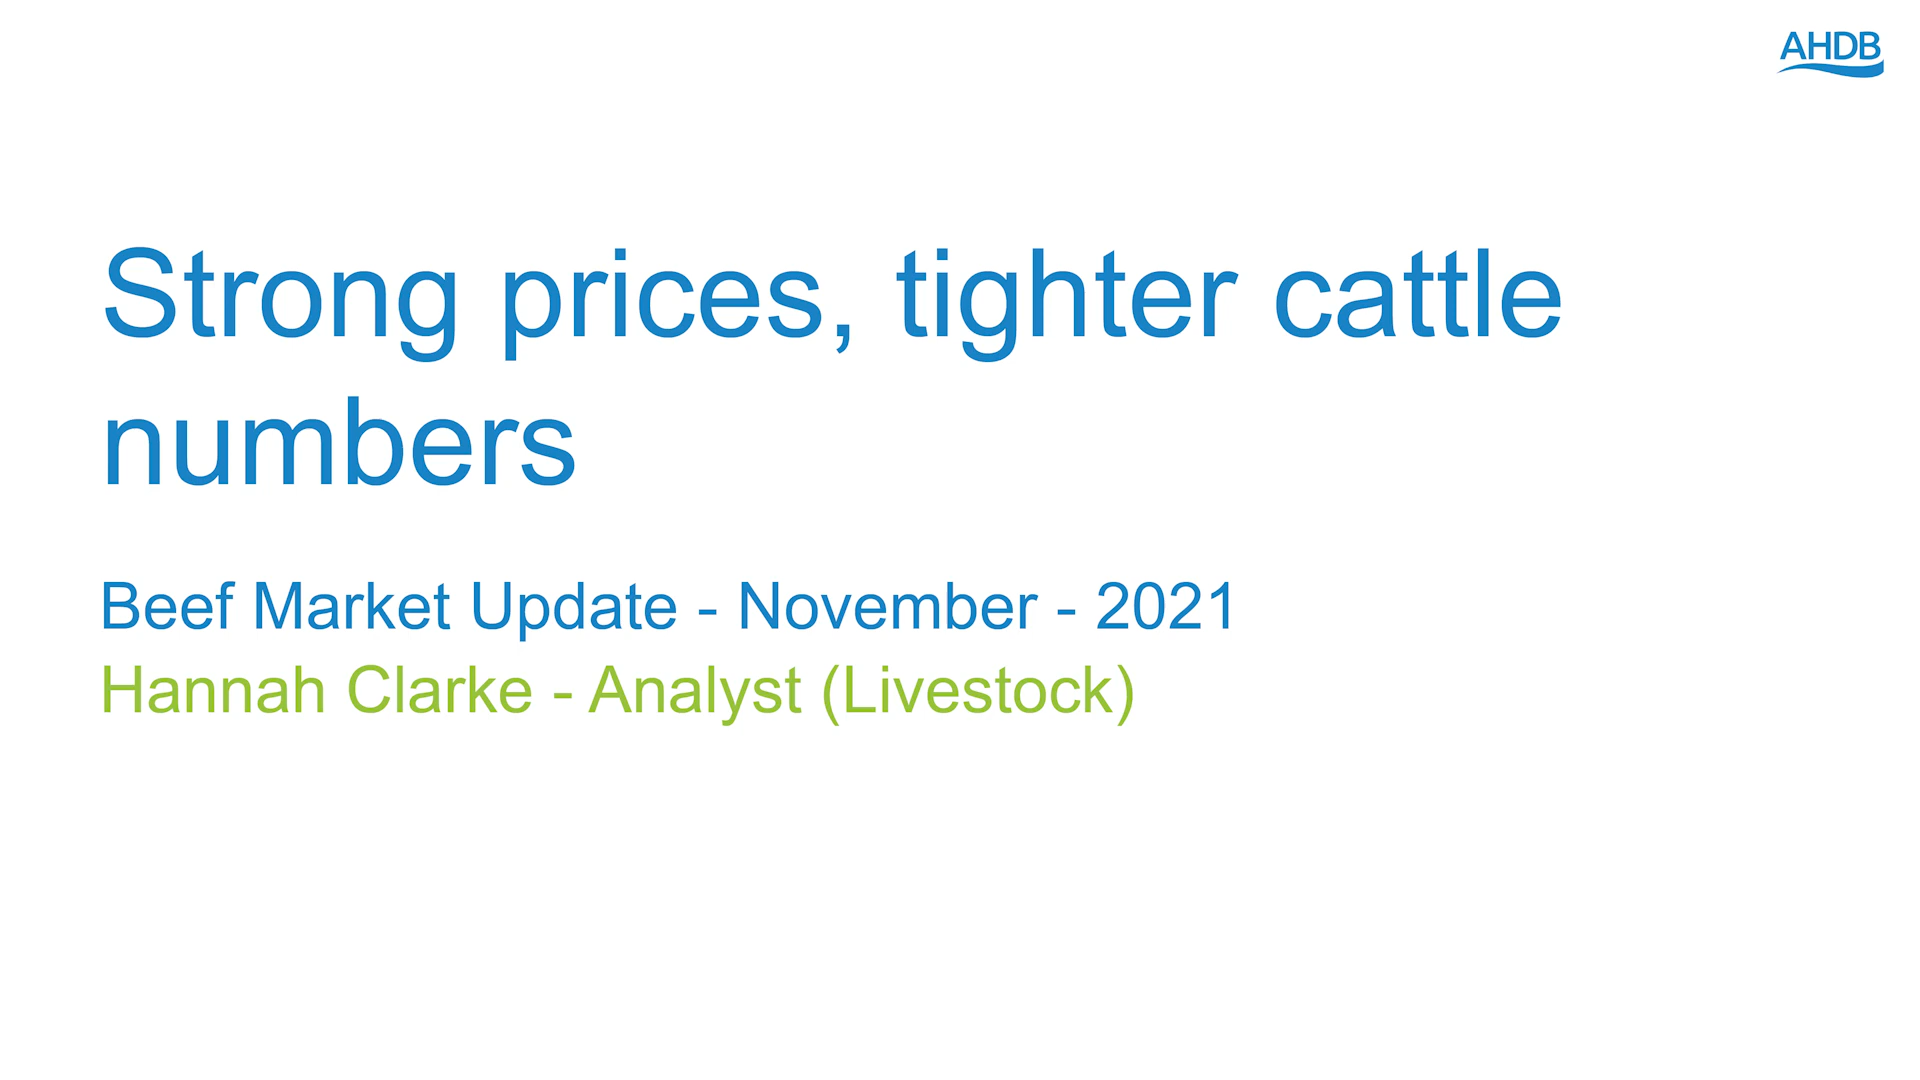 AHDB
Strong prices, tighter cattle
numbers
Beef Market Update - November - 2021
Hannah Clarke - Analyst (Livestock)